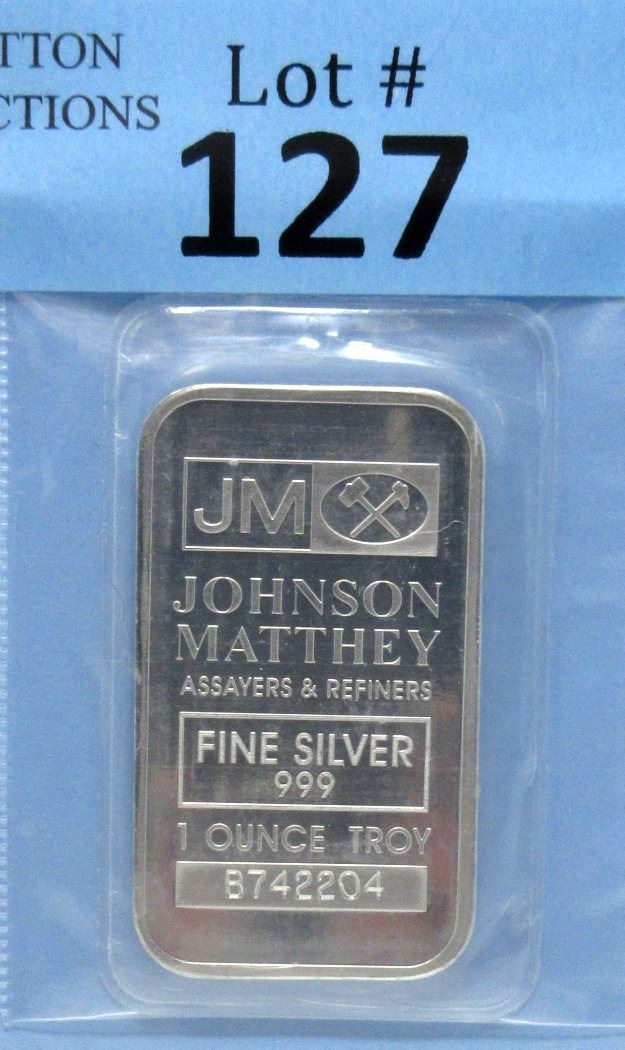 TTON
CTIONS
Lot #
127
JM
JOHNSON
MATTHEY
ASSAYERS & REFINERS
FINE SILVER
999
1 OUNCE TROY
B742204